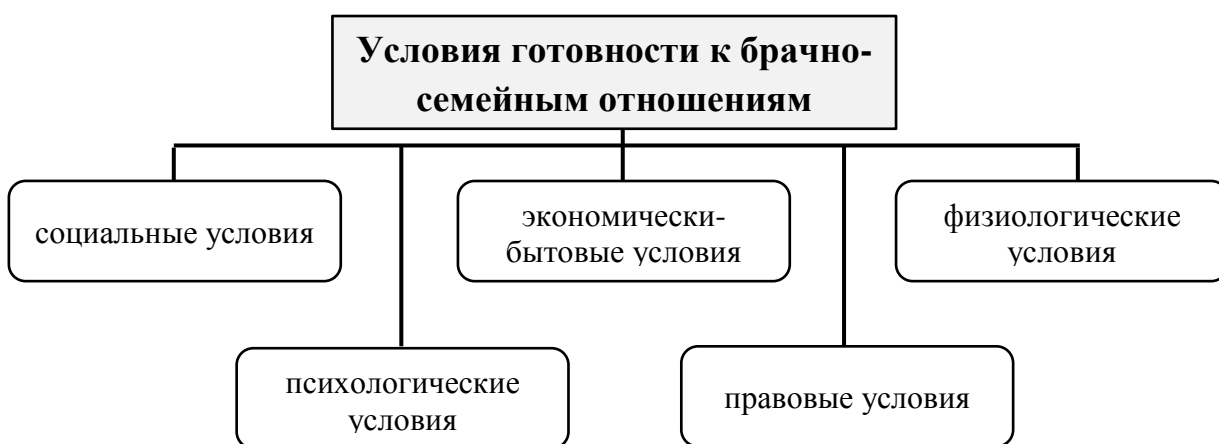 Условия готовности к брачно-
семейным отношениям
социальные условия
экономически-
бытовые условия
физиологические
условия
психологические
условия
правовые условия